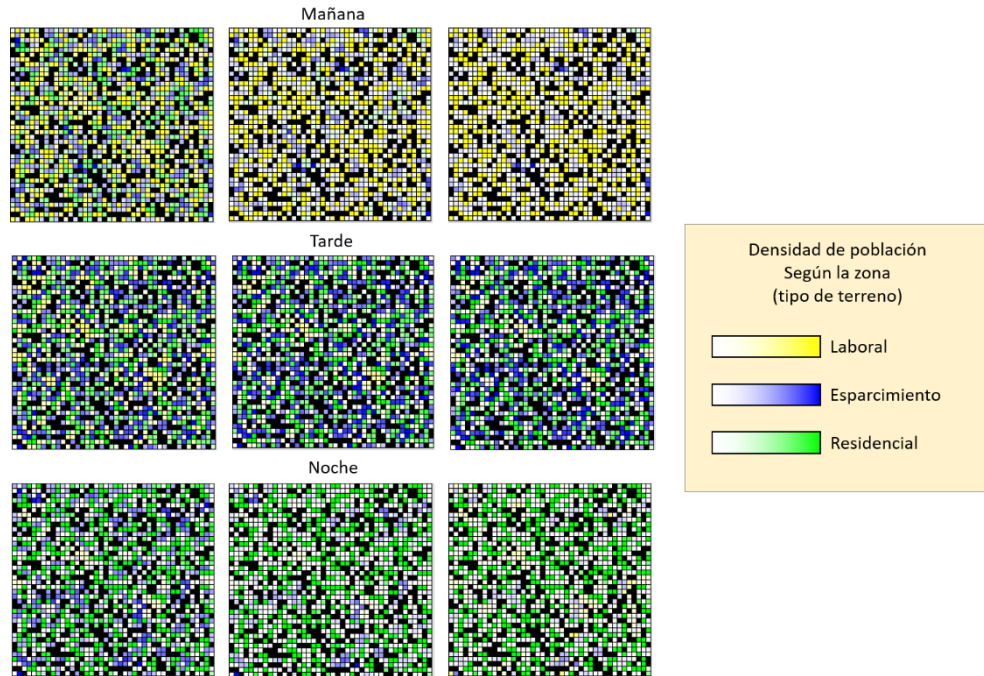 Mañana
Tarde
Noche
Densidad de población
Según la zona
(tipo de terreno)
Laboral
Esparcimiento
Residencial